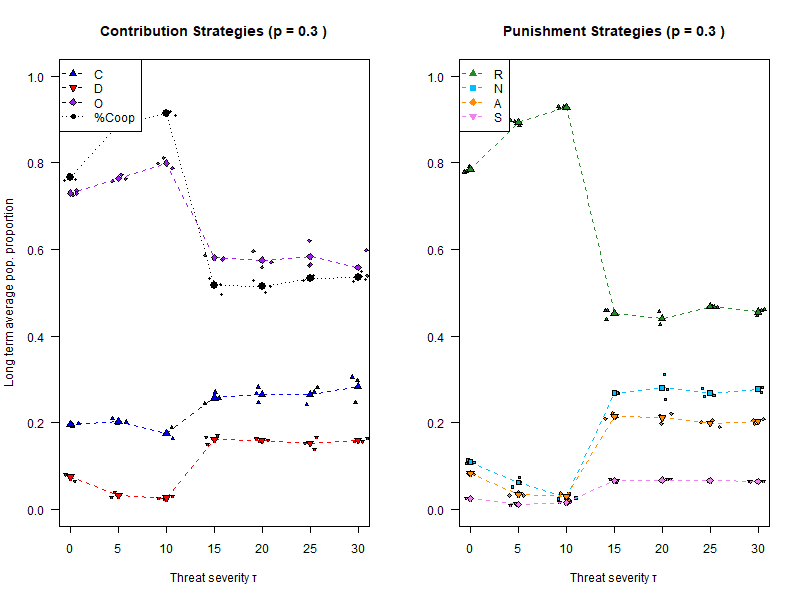 Contribution Strategies (p = 0.3 )
C
D
O
%Coop
1.0
0.8
0.6
0.4
0.2
0.0
Long term average pop. proportion
0 5 10 15 20 25 30
Threat severity τ
Punishment Strategies (p = 0.3 )
R
N
A
S
1.0
0.8
0.6
0.4
0.2
0.0
0 5 10 15 20 25 30
Threat severity τ